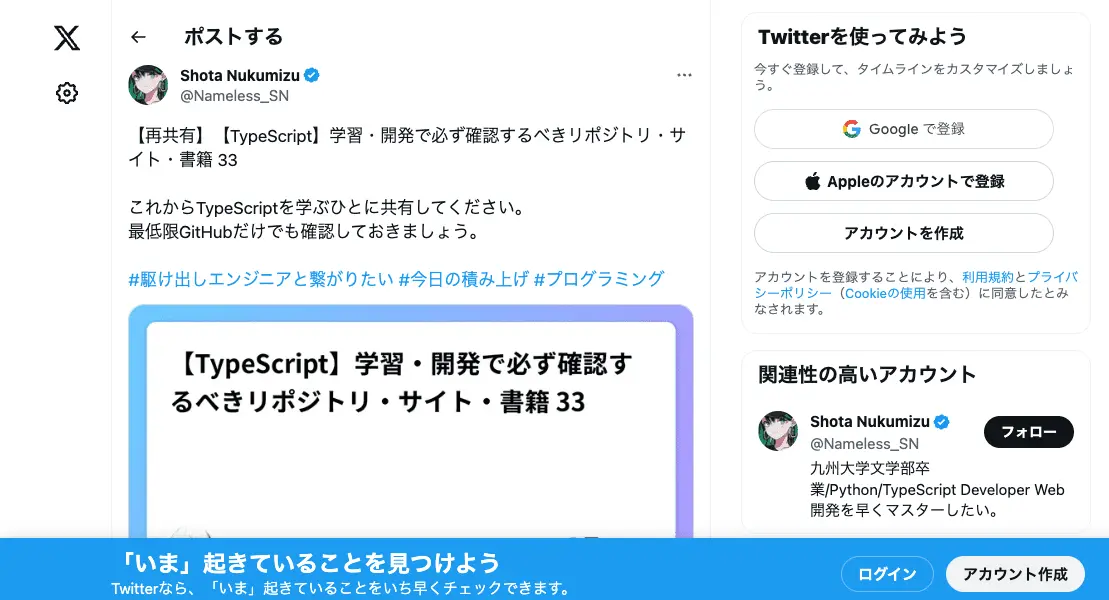 ポストする
Shota Nukumizu
@Nameless_SN
【再共有】【TypeScript】学習・開発で必ず確認するべきリポジトリ・サ
イト・書籍 33
これからTypeScriptを学ぶひとに共有してください。
最低限GitHubだけでも確認しておきましょう。
#駆け出しエンジニアと繋がりたい #今日の積み上げ #プログラミング
【TypeScript】学習・開発で必ず確認す
るべきリポジトリ・サイト・書籍 33
Twitterを使ってみよう
今すぐ登録して、タイムラインをカスタマイズしましょ
う。
Google で登録
Appleのアカウントで登録
アカウントを作成
アカウントを登録することにより、利用規約とプライバ
シーポリシー（Cookieの使用を含む）に同意したとみ
なされます。
関連性の高いアカウント
Shota Nukumizu
@Nameless_SN
フォロー
九州大学文学部卒
業/Python/TypeScript Developer Web
開発を早くマスターしたい。
「いま」起きていることを見つけよう
Twitterなら、「いま」起きていることをいち早くチェックできます。
ログイン
アカウント作成